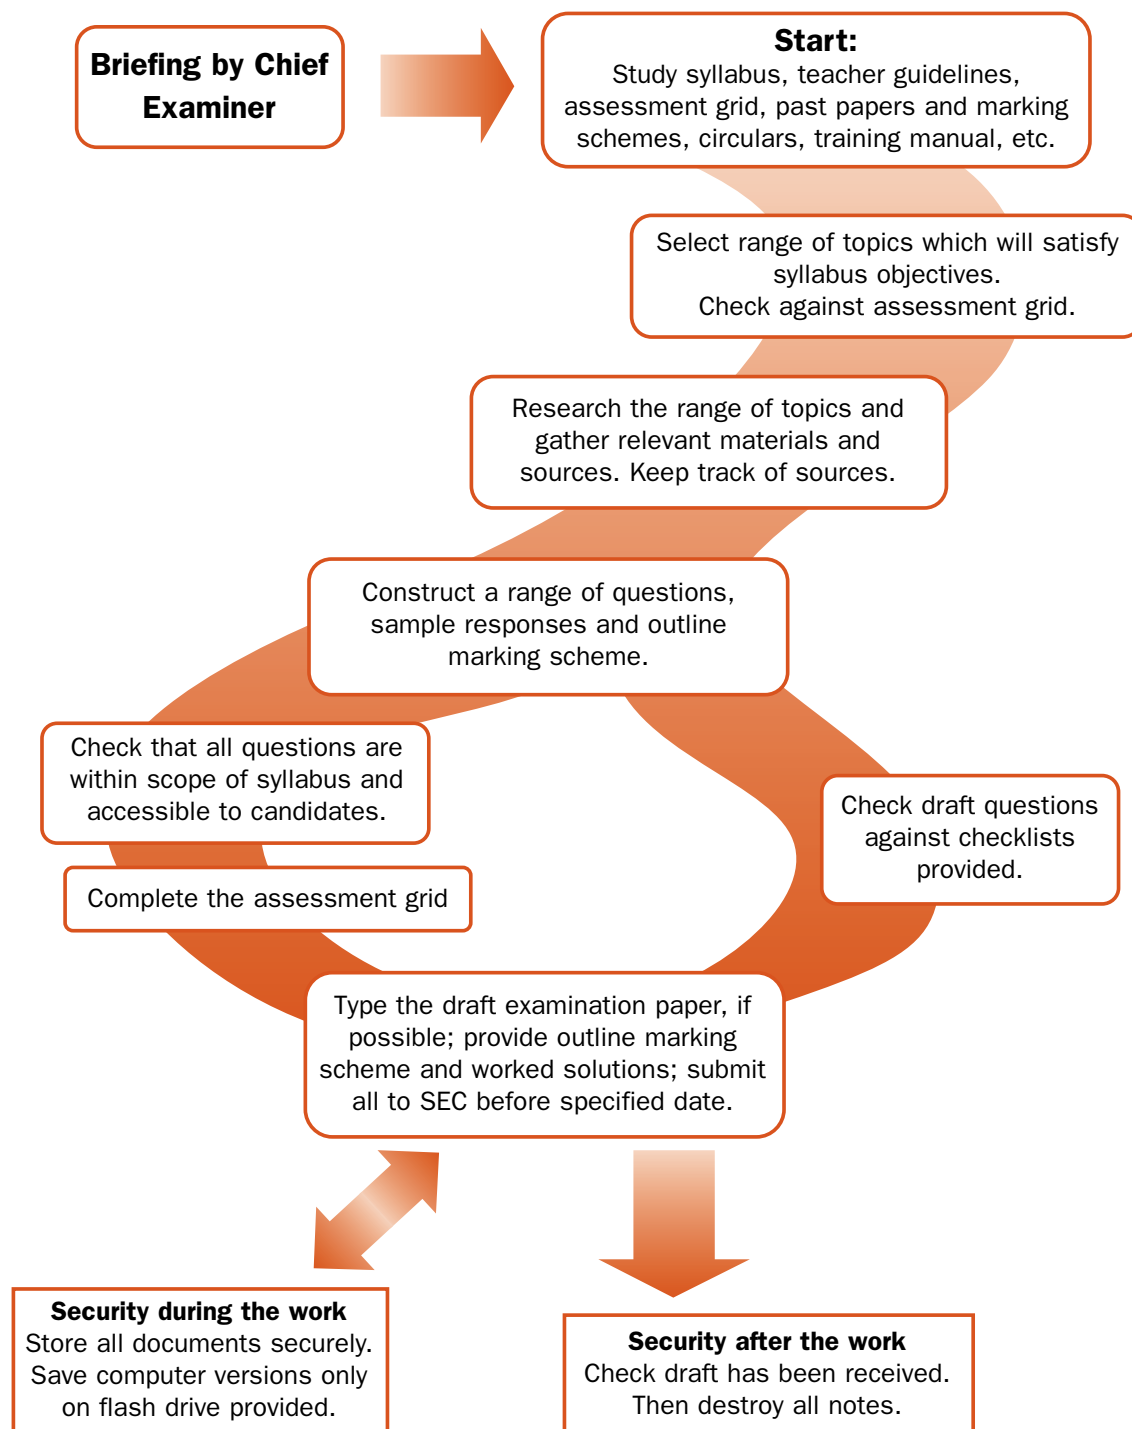 Briefing by Chief
Examiner
Start:
Study syllabus, teacher guidelines,
assessment grid, past papers and marking
schemes, circulars, training manual, etc.
Select range of topics which will satisfy
syllabus objectives.
Check against assessment grid.
Research the range of topics and
gather relevant materials and
sources. Keep track of sources.
Construct a range of questions,
sample responses and outline
marking scheme.
Check that all questions are
within scope of syllabus and
accessible to candidates.
Check draft questions
against checklists
provided.
Complete the assessment grid
Type the draft examination paper, if
possible; provide outline marking
scheme and worked solutions; submit
all to SEC before specified date.
Security during the work
Store all documents securely.
Save computer versions only
on flash drive provided.
Security after the work
Check draft has been received.
Then destroy all notes.